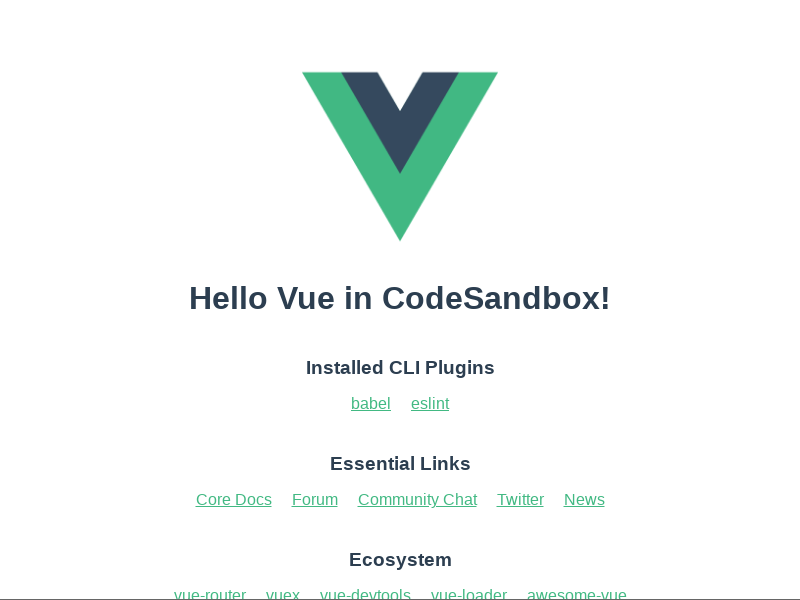 Hello Vue in CodeSandbox!
Installed CLI Plugins
babel eslint
Essential Links
Core Docs Forum Community Chat Twitter News
Ecosystem
vue-router vuex vue-devtools vue-loader awesome-vue